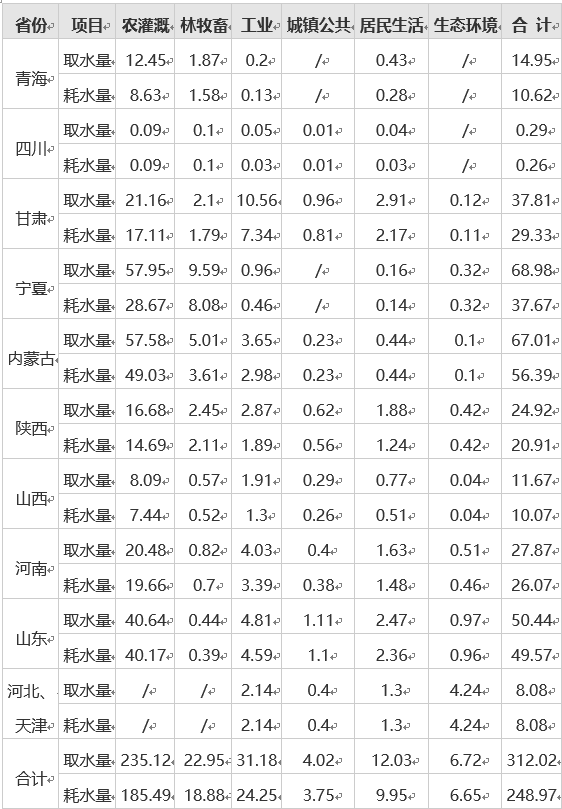 省份 项目 农灌溉 林牧畜 工业 城镇公共 居民生活 生态环境 合 计
青海 取水量 12.45 1.87 0.2 / 0.43 / 14.95
耗水量 8.63 1.58 0.13 / 0.28 / 10.62
四川 取水量 0.09 0.1 0.05 0.01 0.04 / 0.29
耗水量 0.09 0.1 0.03 0.01 0.03 / 0.26
甘肃 取水量 21.16 2.1 10.56 0.96 2.91 0.12 37.81
耗水量 17.11 1.79 7.34 0.81 2.17 0.11 29.33
宁夏 取水量 57.95 9.59 0.96 / 0.16 0.32 68.98
耗水量 28.67 8.08 0.46 / 0.14 0.32 37.67
内蒙古 取水量 57.58 5.01 3.65 0.23 0.44 0.1 67.01
耗水量 49.03 3.61 2.98 0.23 0.44 0.1 56.39
陕西 取水量 16.68 2.45 2.87 0.62 1.88 0.42 24.92
耗水量 14.69 2.11 1.89 0.56 1.24 0.42 20.91
山西 取水量 8.09 0.57 1.91 0.29 0.77 0.04 11.67
耗水量 7.44 0.52 1.3 0.26 0.51 0.04 10.07
河南 取水量 20.48 0.82 4.03 0.4 1.63 0.51 27.87
耗水量 19.66 0.7 3.39 0.38 1.48 0.46 26.07
山东 取水量 40.64 0.44 4.81 1.11 2.47 0.97 50.44
耗水量 40.17 0.39 4.59 1.1 2.36 0.96 49.57
河北、 取水量 / / 2.14 0.4 1.3 4.24 8.08
天津 耗水量 / / 2.14 0.4 1.3 4.24 8.08
合计 取水量 235.12 22.95 31.18 4.02 12.03 6.72 312.02
耗水量 185.49 18.88 24.25 3.75 9.95 6.65 248.97